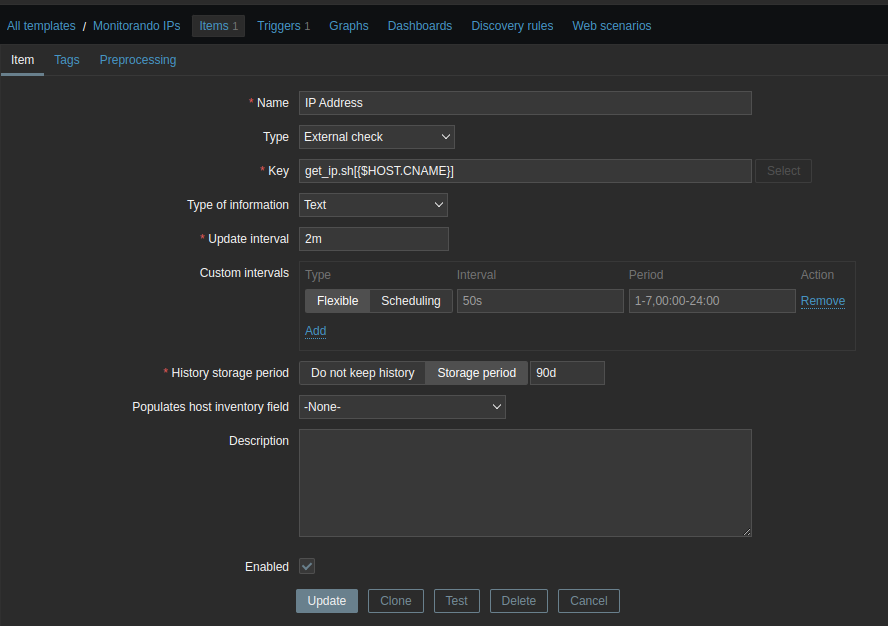 All templates / Monitorando IPs Items 1 Triggers 1 Graphs Dashboards Discovery rules Web scenarios
Item Tags Preprocessing
* Name IP Address
Type External check
* Key get_ip.sh[{$HOST.CNAME}] Select
Type of information Text
* Update interval 2m
Custom intervals Type Interval Period Action
Flexible Scheduling 50s 1-7,00:00-24:00 Remove
Add
* History storage period Do not keep history Storage period 90d
Populates host inventory field -None-
Description
Enabled
Update Clone Test Delete Cancel